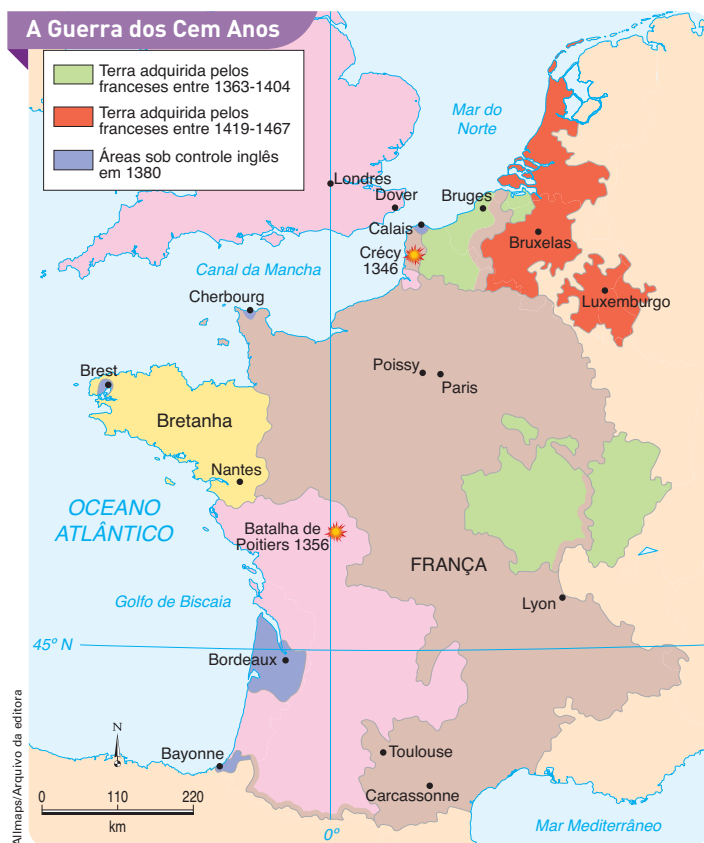 A Guerra dos Cem Anos
Terra adquirida pelos
franceses entre 1363-1404
Terra adquirida pelos
franceses entre 1419-1467
Áreas sob controle inglês
em 1380
Mar do
Norte
Londres
Dover
Bruges
Calais
Bruxelas
Crécy
1346
Canal da Mancha
Cherbourg
Luxemburgo
Brest
Poissy
Paris
Bretanha
Nantes
OCEANO
ATLÂNTICO
Batalha de
Poitiers 1356
FRANÇA
Golfo de Biscaia
Lyon
45º N
Bordeaux
N
Bayonne
Toulouse
Carcassonne
0 110 220
km
0º
Mar Mediterrâneo
Allmaps/Arquivo da editora